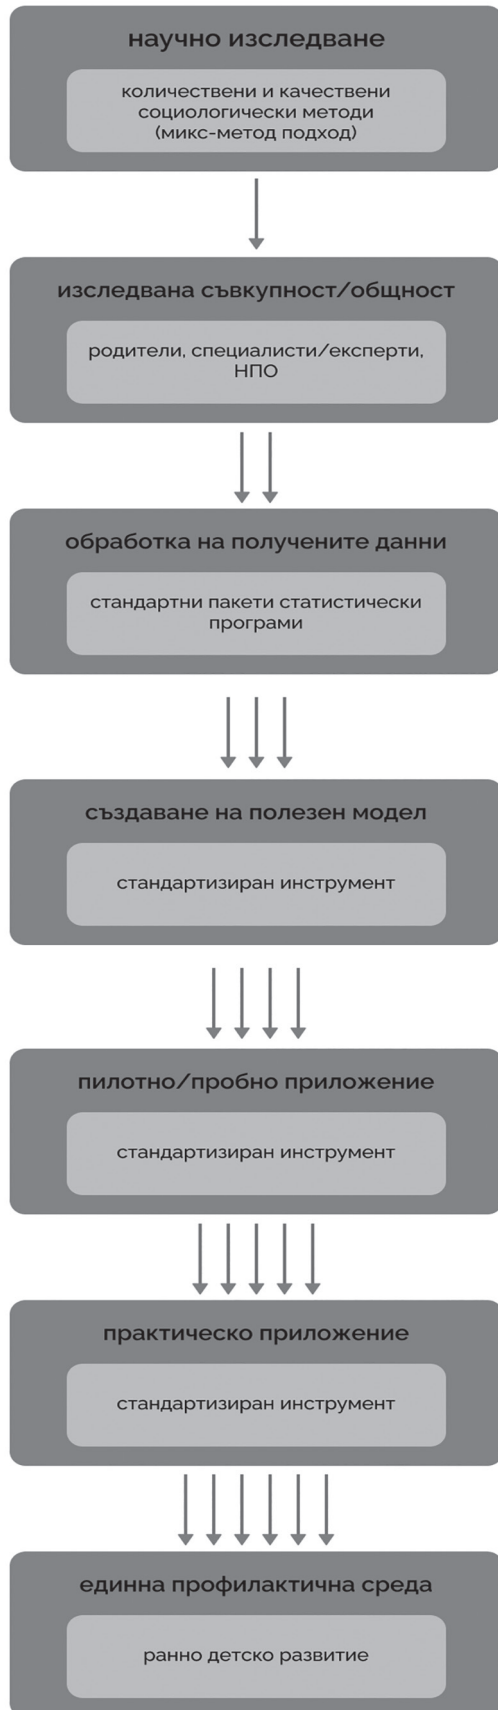 научно изследване
количествени и качествени
социологически методи
(микс-метод подход)
изследвана съвкупност/общност
родители, специалисти/експерти,
НПО
обработка на получените данни
стандартни пакети статистически
програми
създаване на полезен модел
стандартизиран инструмент
пилотно/пробно приложение
стандартизиран инструмент
практическо приложение
стандартизиран инструмент
единна профилактична среда
ранно детско развитие